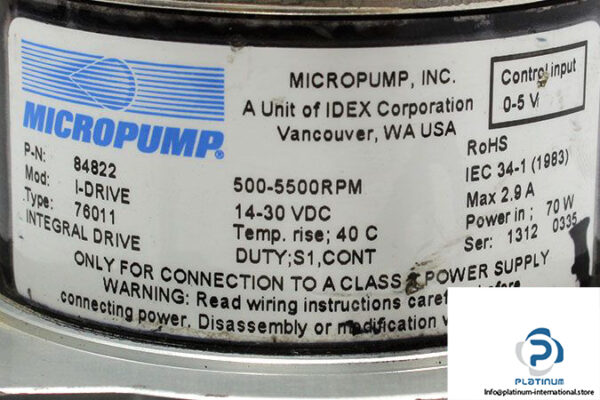 MICROPUMP®
MICROPUMP, INC.
A Unit of IDEX Corporation
Vancouver, WA USA
Control input
0-5 V
P-N: 84822
Mod: I-DRIVE
Type: 76011
INTEGRAL DRIVE
500-5500RPM
14-30 VDC
Temp. rise; 40 C
DUTY;S1,CONT
RoHS
IEC 34-1 (1983)
Max 2.9 A
Power in ; 70 W
Ser: 1312 0335
ONLY FOR CONNECTION TO A CLASS POWER SUPPLY
WARNING: Read wiring instructions before
connecting power. Disassembly or modification
PLATINUM
Info@platinum-international.store